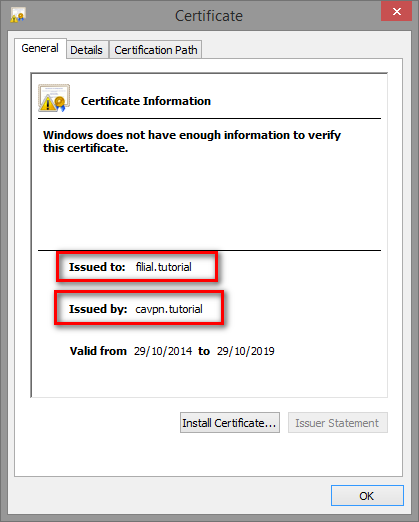 Certificate
General Details Certification Path
Certificate Information
Windows does not have enough information to verify
this certificate.
Issued to: filial.tutorial
Issued by: cavpn.tutorial
Valid from 29/10/2014 to 29/10/2019
Install Certificate... Issuer Statement
OK